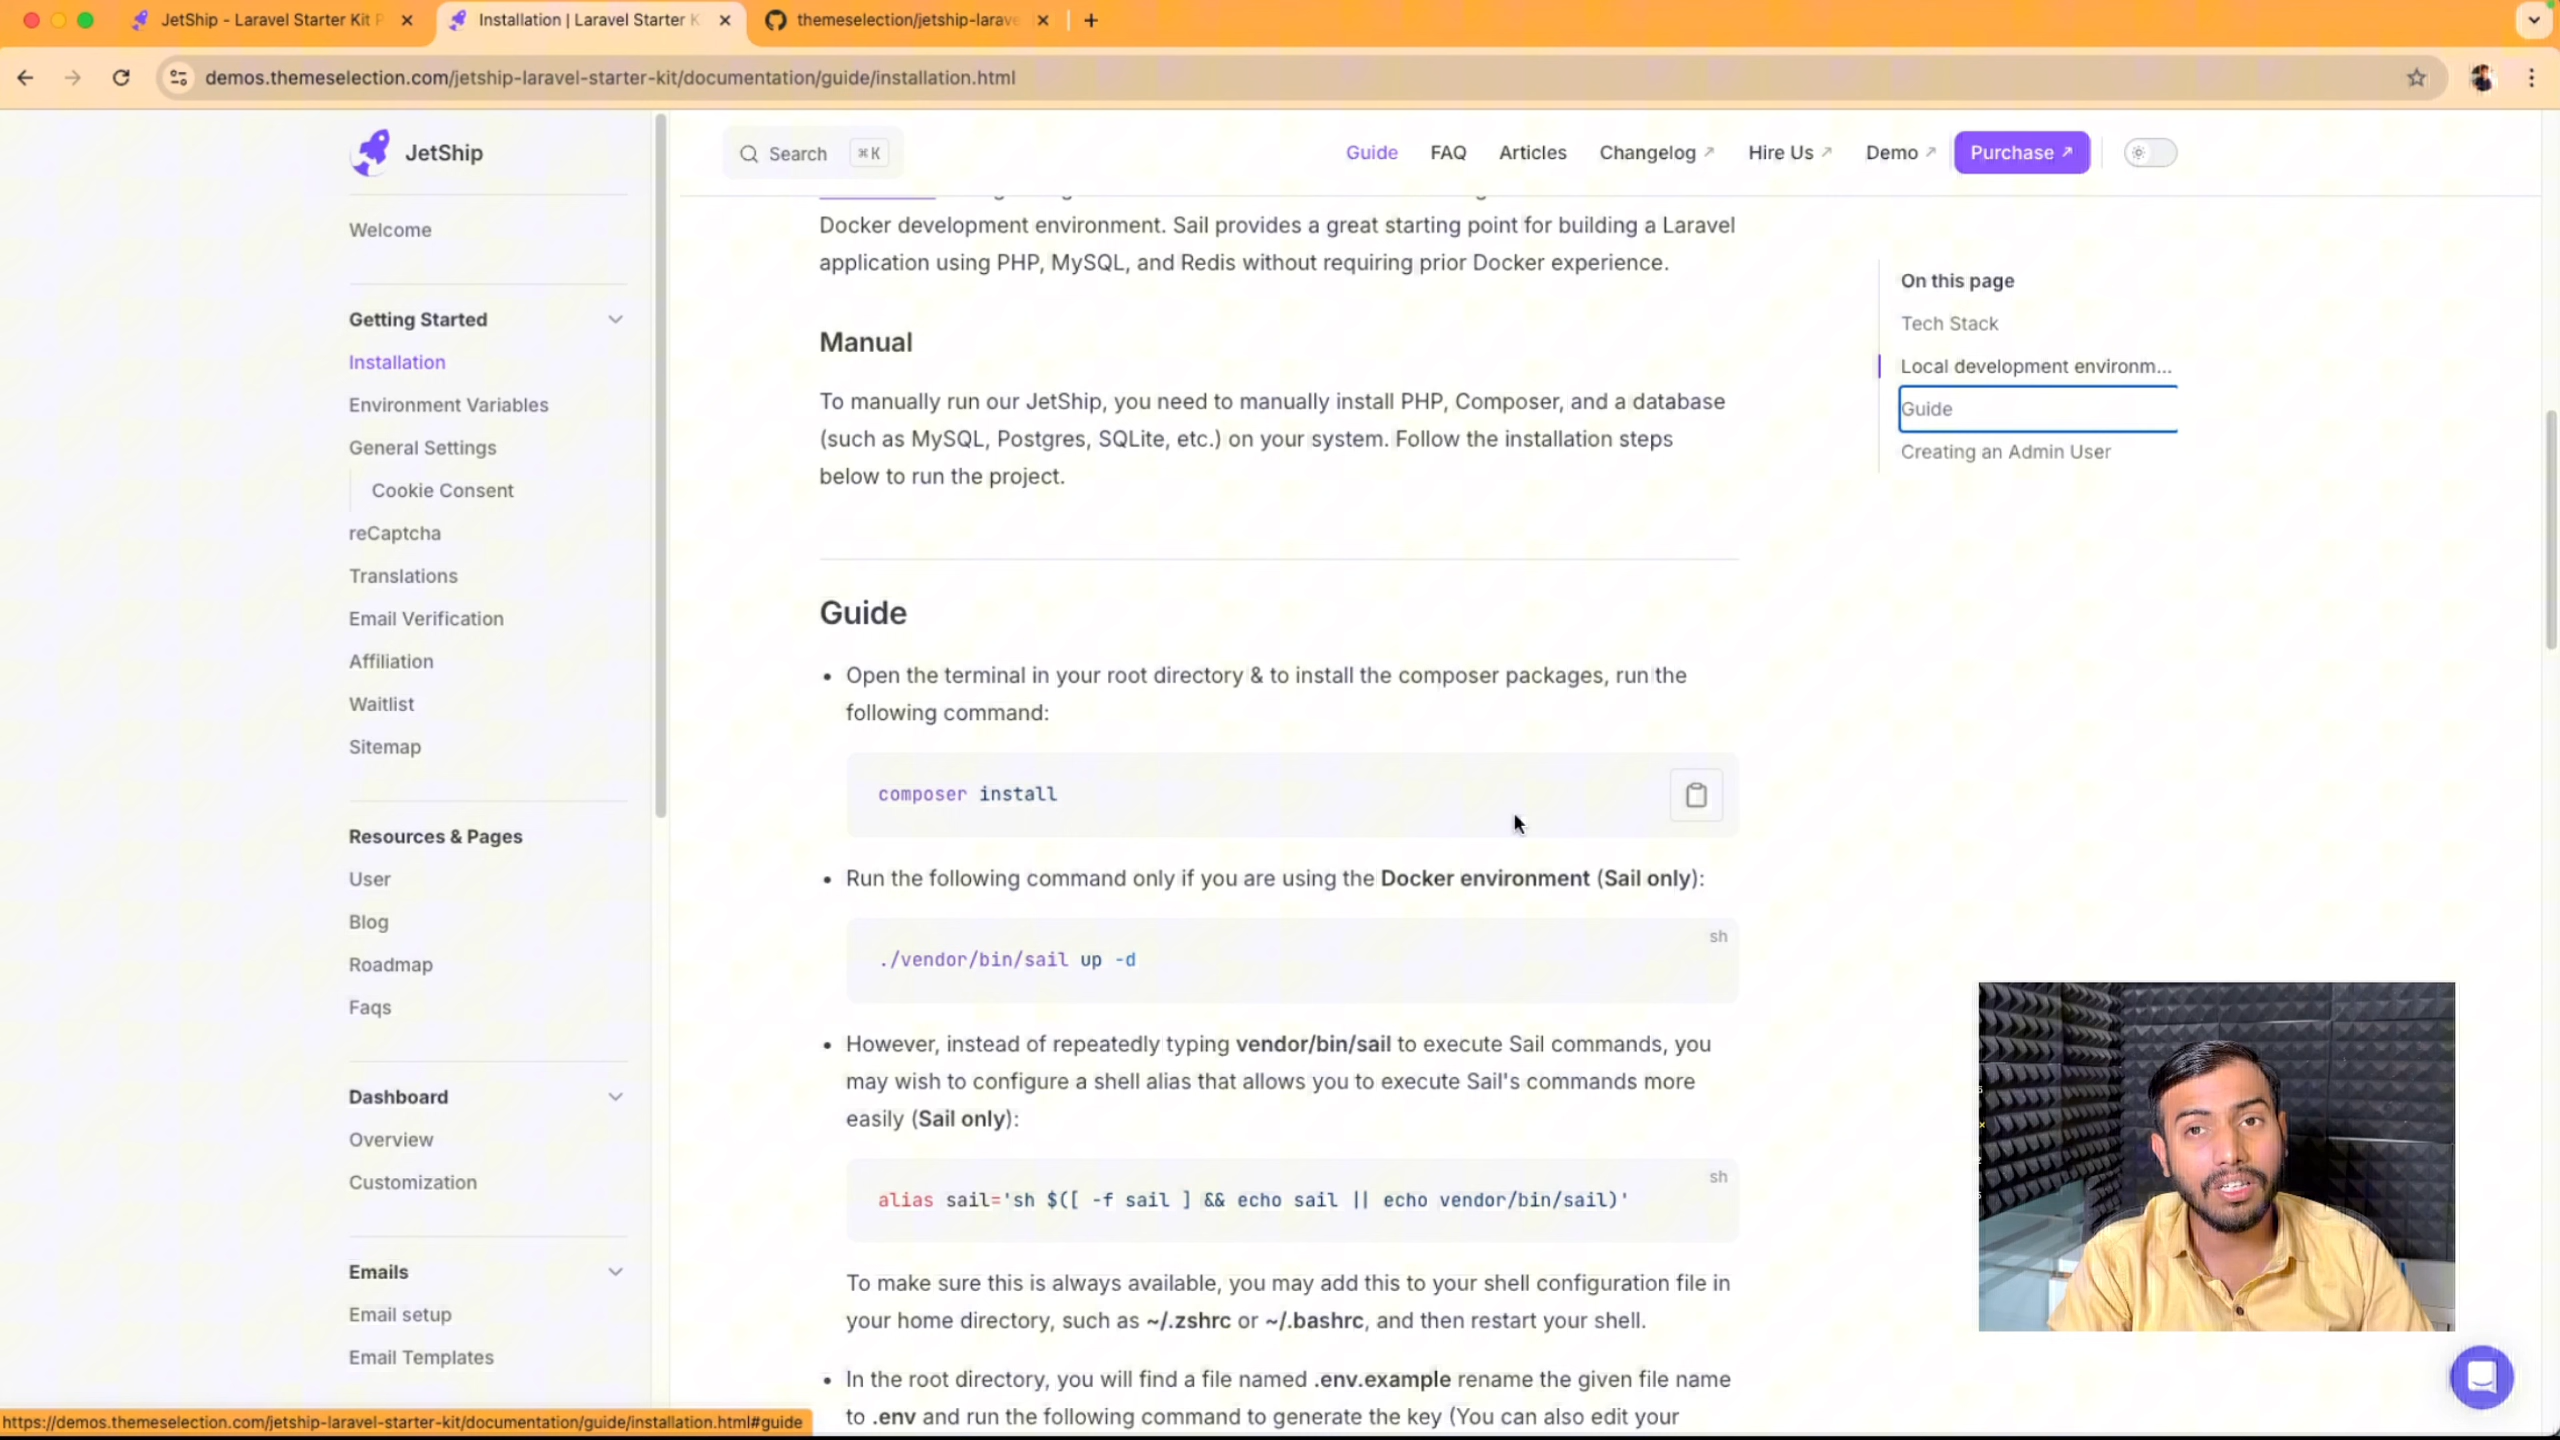 JetShip - Laravel Starter Kit P
Installation | Laravel Starter K
themeselection/jetship-larave
demos.themeselection.com/jetship-laravel-starter-kit/documentation/guide/installation.html
JetShip
Search ⌘K
Guide FAQ Articles Changelog Hire Us Demo Purchase
Welcome
Getting Started
Installation
Environment Variables
General Settings
Cookie Consent
reCaptcha
Translations
Email Verification
Affiliation
Waitlist
Sitemap
Resources & Pages
User
Blog
Roadmap
Faqs
Dashboard
Overview
Customization
Emails
Email setup
Email Templates
Docker development environment. Sail provides a great starting point for building a Laravel
application using PHP, MySQL, and Redis without requiring prior Docker experience.
Manual
To manually run our JetShip, you need to manually install PHP, Composer, and a database
(such as MySQL, Postgres, SQLite, etc.) on your system. Follow the installation steps
below to run the project.
Guide
• Open the terminal in your root directory & to install the composer packages, run the
following command:
composer install
• Run the following command only if you are using the Docker environment (Sail only):
sh
./vendor/bin/sail up -d
• However, instead of repeatedly typing vendor/bin/sail to execute Sail commands, you
may wish to configure a shell alias that allows you to execute Sail's commands more
easily (Sail only):
sh
alias sail='sh $([ -f sail ] && echo sail || echo vendor/bin/sail)'
To make sure this is always available, you may add this to your shell configuration file in
your home directory, such as ~/.zshrc or ~/.bashrc, and then restart your shell.
• In the root directory, you will find a file named .env.example rename the given file name
to .env and run the following command to generate the key (You can also edit your
On this page
Tech Stack
Local development environm...
Guide
Creating an Admin User
https://demos.themeselection.com/jetship-laravel-starter-kit/documentation/guide/installation.html#guide